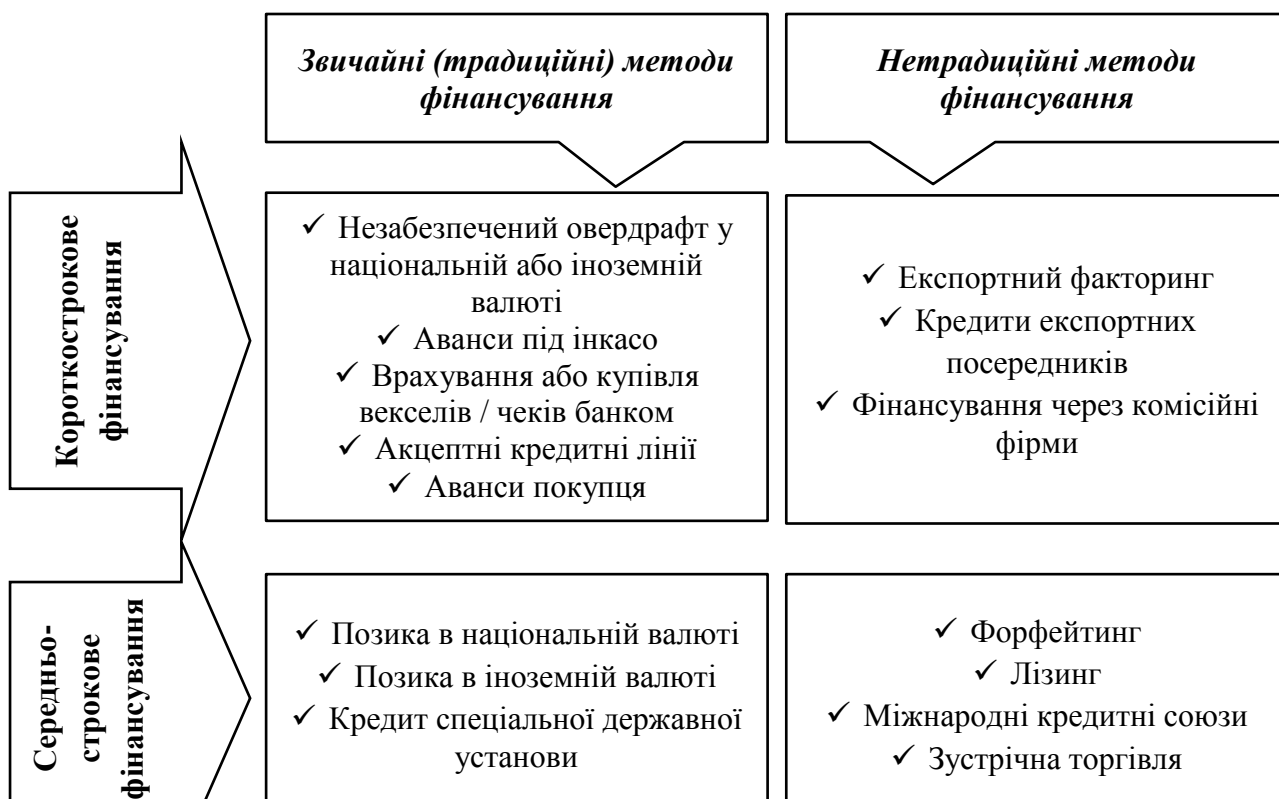 Звичайні (традиційні) методи
фінансування
Нетрадиційні методи
фінансування
Короткострокове
фінансування
✓ Незабезпечений овердрафт у
національній або іноземній
валюті
✓ Аванси під інкасо
✓ Врахування або купівля
векселів / чеків банком
✓ Акцептні кредитні лінії
✓ Аванси покупця
✓ Експортний факторинг
✓ Кредити експортних
посередників
✓ Фінансування через комісійні
фірми
Середньо-
строкове
фінансування
✓ Позика в національній валюті
✓ Позика в іноземній валюті
✓ Кредит спеціальної державної
установи
✓ Форфейтинг
✓ Лізинг
✓ Міжнародні кредитні союзи
✓ Зустрічна торгівля